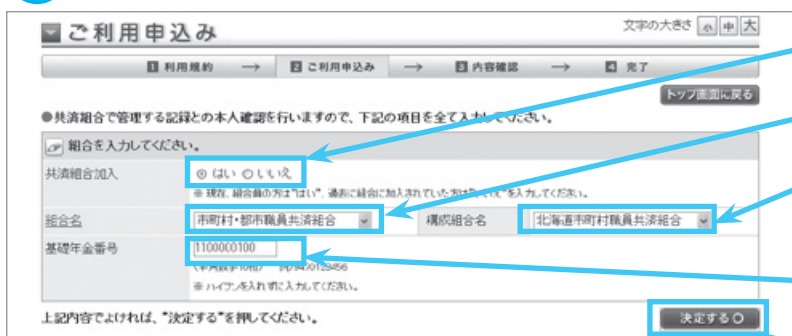 ご利用申込み
文字の大きさ 小 中 大
1 利用規約 → 2 ご利用申込み → 3 内容確認 → 4 完了
トップ画面に戻る
●共済組合で管理する記録との本人確認を行いますので、下記の項目を全て入力してください。
組合を入力してください。
共済組合加入 はい いいえ
※ 現在、組合員の方は"はい"、過去に組合に加入されていた方は"いいえ"を入力してください。
組合名 市町村・都市職員共済組合 構成組合名 北海道市町村職員共済組合
基礎年金番号 1100000100
(半角数字10桁)
※ ハイフンを入れずに入力してください。
上記内容でよければ、"決定する"を押してください。
決定する